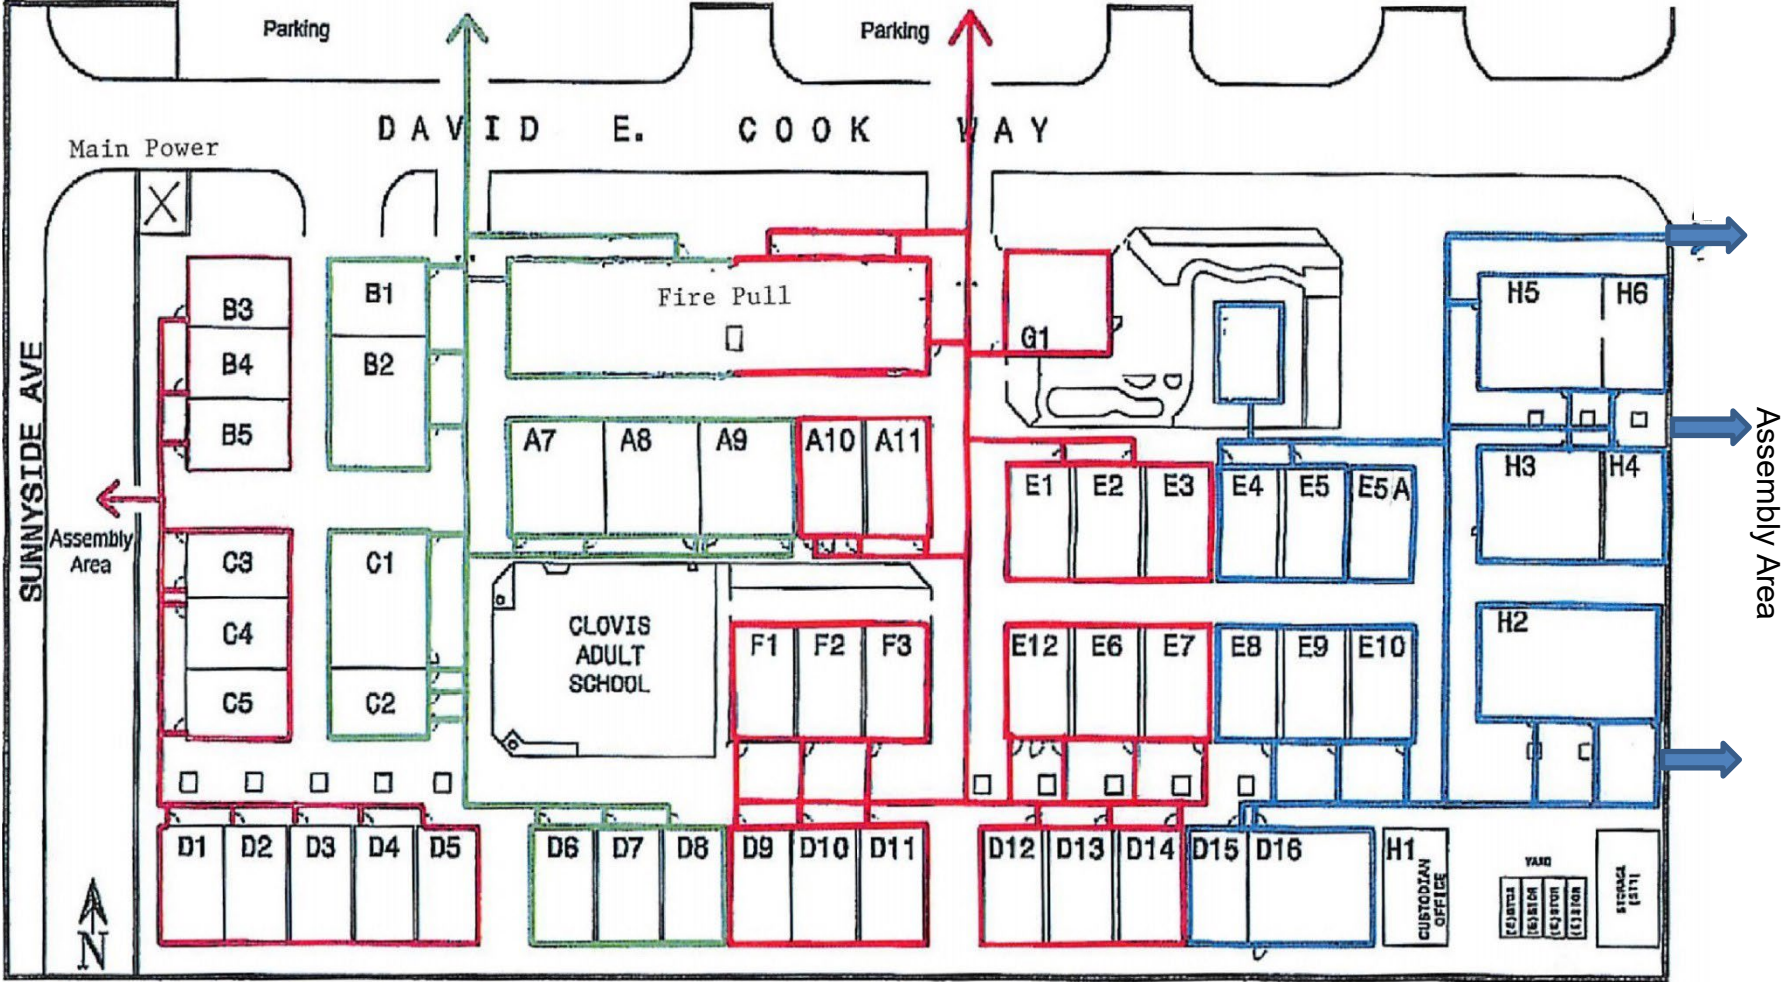 Parking
Parking
DAVID E. COOK WAY
Main Power
SUNNYSIDE AVE
Assembly
Area
Assembly Area
B3
B4
B5
B1
B2
Fire Pull
G1
H5
H6
A7
A8
A9
A10
A11
E1
E2
E3
E4
E5
E5A
H3
H4
C3
C4
C5
C1
C2
CLOVIS
ADULT
SCHOOL
F1
F2
F3
E12
E6
E7
E8
E9
E10
H2
D1
D2
D3
D4
D5
D6
D7
D8
D9
D10
D11
D12
D13
D14
D15
D16
H1
CUSTODIAN
OFFICE
YARD
STORAGE
N